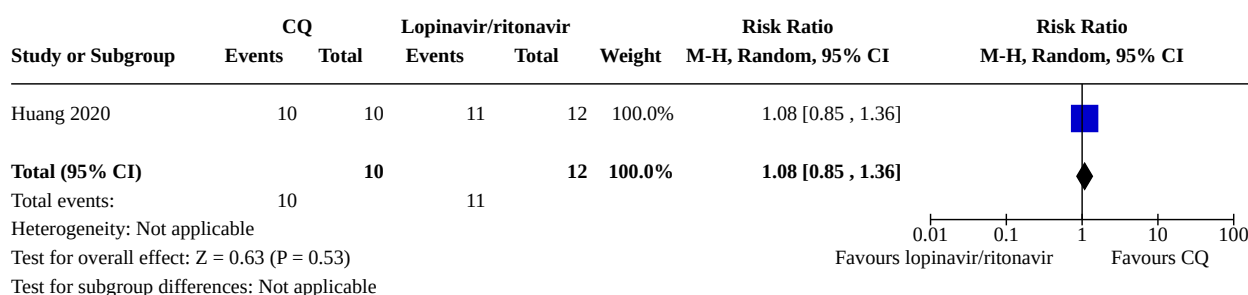 CQ Lopinavir/ritonavir Risk Ratio Risk Ratio
Study or Subgroup Events Total Events Total Weight M-H, Random, 95% CI M-H, Random, 95% CI
Huang 2020 10 10 11 12 100.0% 1.08 [0.85 , 1.36]
Total (95% CI) 10 12 100.0% 1.08 [0.85 , 1.36]
Total events: 10 11
Heterogeneity: Not applicable
0.01 0.1 1 10 100
Test for overall effect: Z = 0.63 (P = 0.53) Favours lopinavir/ritonavir Favours CQ
Test for subgroup differences: Not applicable